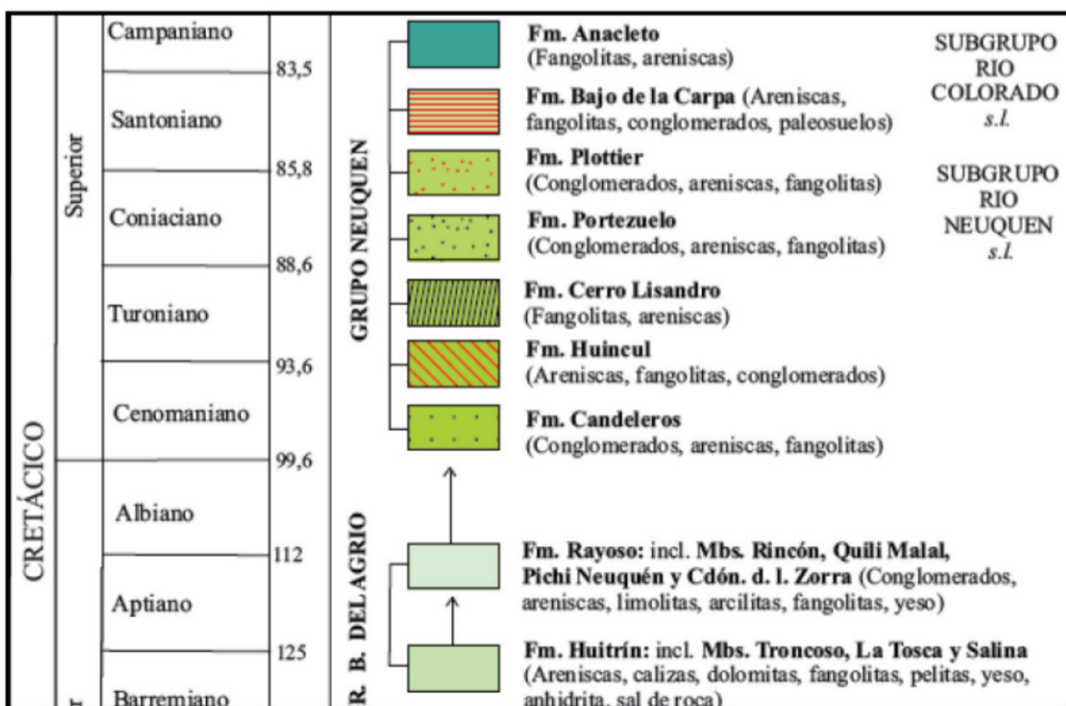 Campaniano
83,5
Santoniano
85,8
Coniaciano
88,6
Turoniano
93,6
Cenomaniano
99,6
Albiano
112
Aptiano
125
Barremiano
Superior
r
CRETÁCICO
GRUPO NEUQUEN
R. B. DEL AGRIO
Fm. Anacleto
(Fangolitas, areniscas)
Fm. Bajo de la Carpa (Areniscas,
fangolitas, conglomerados, paleosuelos)
Fm. Plottier
(Conglomerados, areniscas, fangolitas)
Fm. Portezuelo
(Conglomerados, areniscas, fangolitas)
Fm. Cerro Lisandro
(Fangolitas, areniscas)
Fm. Huincul
(Areniscas, fangolitas, conglomerados)
Fm. Candeleros
(Conglomerados, areniscas, fangolitas)
Fm. Rayoso: incl. Mbs. Rincón, Quili Malal,
Pichi Neuquén y Cdón. d. l. Zorra (Conglomerados,
areniscas, limolitas, arcilitas, fangolitas, yeso)
Fm. Huitrín: incl. Mbs. Troncoso, La Tosca y Salina
(Areniscas, calizas, dolomitas, fangolitas, pelitas, yeso,
anhidrita, sal de roca)
SUBGRUPO
RIO
COLORADO
s.l.
SUBGRUPO
RIO
NEUQUEN
s.l.